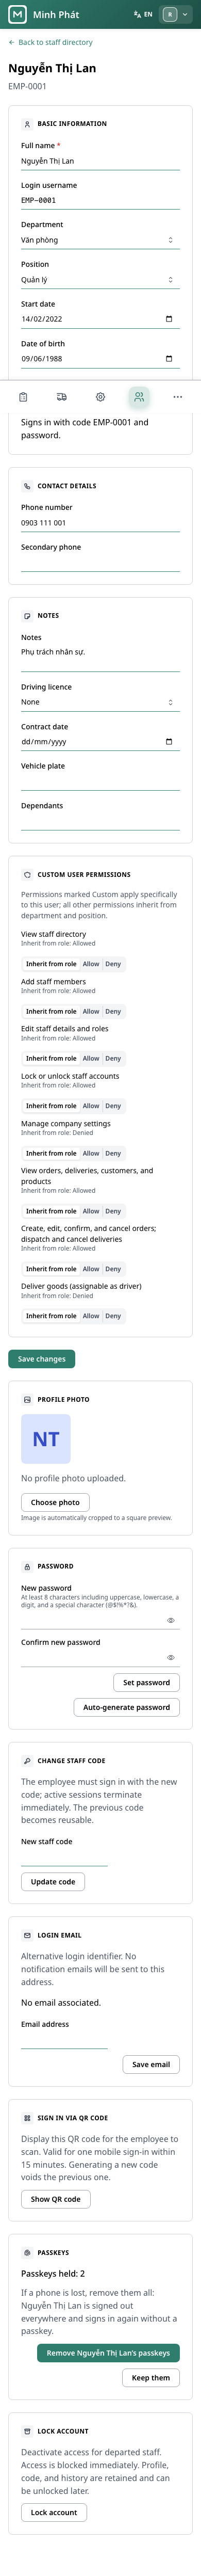 Minh Phát
EN
R
Back to staff directory
Nguyễn Thị Lan
EMP-0001
BASIC INFORMATION
Full name *
Nguyễn Thị Lan
Login username
EMP-0001
Department
Văn phòng
Position
Quản lý
Start date
14/02/2022
Date of birth
09/06/1988
Signs in with code EMP-0001 and
password.
CONTACT DETAILS
Phone number
0903 111 001
Secondary phone
NOTES
Notes
Phụ trách nhân sự.
Driving licence
None
Contract date
dd/mm/yyyy
Vehicle plate
Dependants
CUSTOM USER PERMISSIONS
Permissions marked Custom apply specifically
to this user; all other permissions inherit from
department and position.
View staff directory
Inherit from role: Allowed
Inherit from role Allow Deny
Add staff members
Inherit from role: Allowed
Inherit from role Allow Deny
Edit staff details and roles
Inherit from role: Allowed
Inherit from role Allow Deny
Lock or unlock staff accounts
Inherit from role: Allowed
Inherit from role Allow Deny
Manage company settings
Inherit from role: Denied
Inherit from role Allow Deny
View orders, deliveries, customers, and
products
Inherit from role: Allowed
Inherit from role Allow Deny
Create, edit, confirm, and cancel orders;
dispatch and cancel deliveries
Inherit from role: Allowed
Inherit from role Allow Deny
Deliver goods (assignable as driver)
Inherit from role: Denied
Inherit from role Allow Deny
Save changes
PROFILE PHOTO
NT
No profile photo uploaded.
Choose photo
Image is automatically cropped to a square preview.
PASSWORD
New password
At least 8 characters including uppercase, lowercase, a
digit, and a special character (@$!%*?&).
Confirm new password
Set password
Auto-generate password
CHANGE STAFF CODE
The employee must sign in with the new
code; active sessions terminate
immediately. The previous code
becomes reusable.
New staff code
Update code
LOGIN EMAIL
Alternative login identifier. No
notification emails will be sent to this
address.
No email associated.
Email address
Save email
SIGN IN VIA QR CODE
Display this QR code for the employee to
scan. Valid for one mobile sign-in within
15 minutes. Generating a new code
voids the previous one.
Show QR code
PASSKEYS
Passkeys held: 2
If a phone is lost, remove them all:
Nguyễn Thị Lan is signed out
everywhere and signs in again without a
passkey.
Remove Nguyễn Thị Lan's passkeys
Keep them
LOCK ACCOUNT
Deactivate access for departed staff.
Access is blocked immediately. Profile,
code, and history are retained and can
be unlocked later.
Lock account